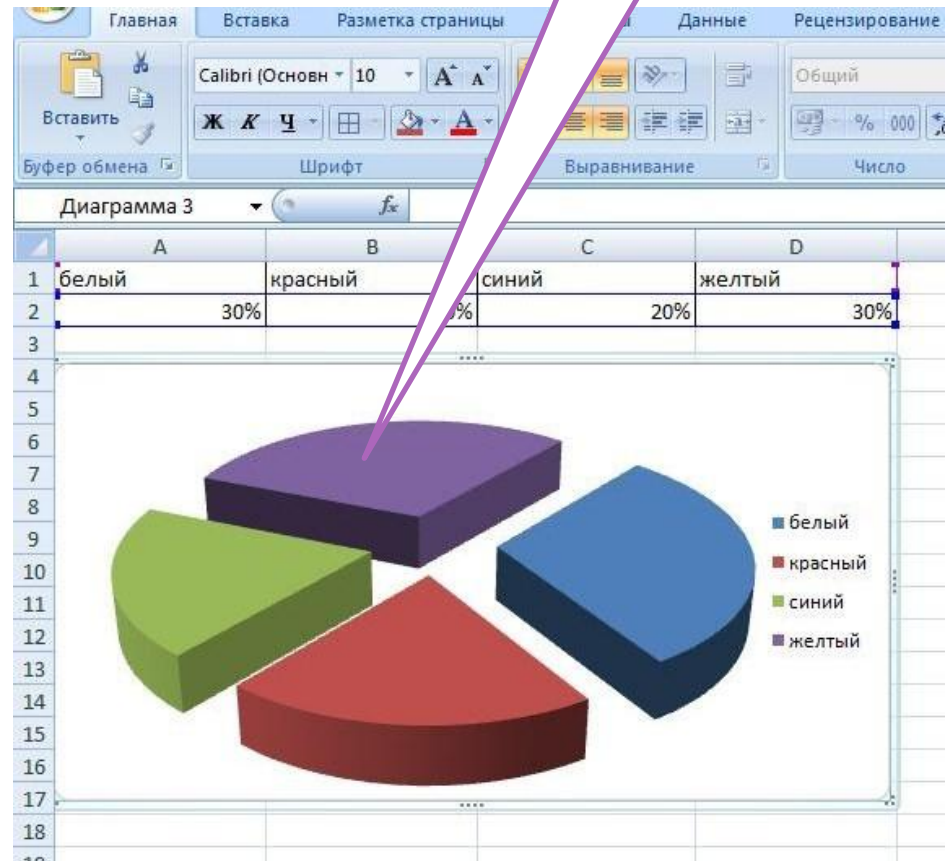 Главная Вставка Разметка страницы Данные Рецензирование
Calibri (Основн 10 А А Общий
Вставить Ж К Ч А % 000
Буфер обмена Шрифт Выравнивание Число
Диаграмма 3 fx
A B C D
1 белый красный синий желтый
2 30% % 20% 30%
3
4
5
6
7
8
9 белый
10 красный
11 синий
12 желтый
13
14
15
16
17
18